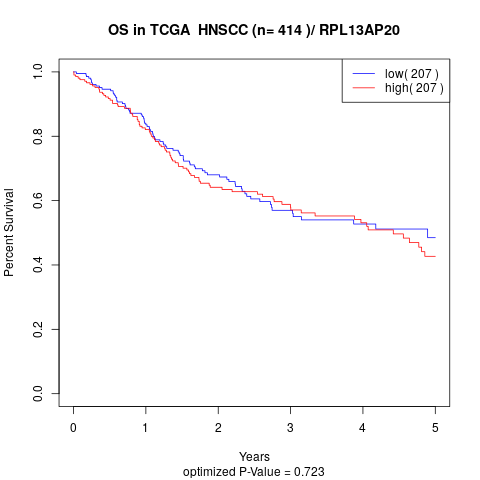 OS in TCGA  HNSCC (n= 414 )/ RPL13AP20
low( 207 )
high( 207 )
Percent Survival
1.0
0.8
0.6
0.4
0.2
0.0
0 1 2 3 4 5
Years
optimized P-Value = 0.723